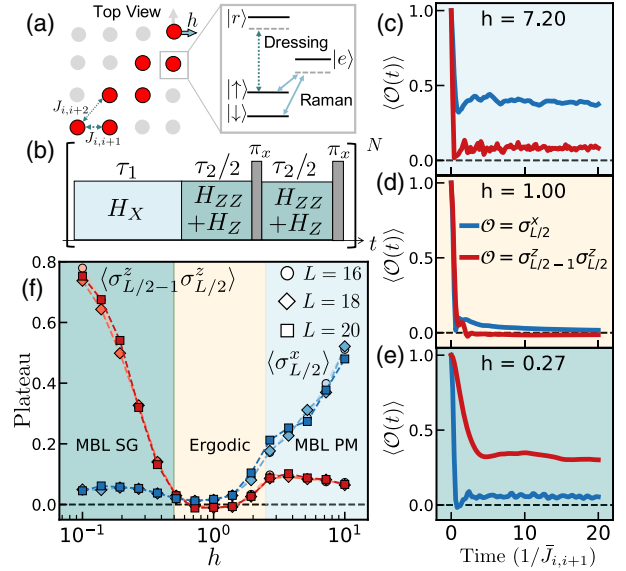 Top View
h
|r⟩
Dressing
|e⟩
|↑⟩
|↓⟩
Raman
J_{i,i+2}
J_{i,i+1}
(a)
(b)
N
τ_1
τ_2/2
π_x
τ_2/2
π_x
H_X
H_{ZZ}
+H_Z
H_{ZZ}
+H_Z
t
(f)
⟨σ^z_{L/2−1}σ^z_{L/2}⟩
L = 16
L = 18
L = 20
⟨σ^x_{L/2}⟩
MBL SG
Ergodic
MBL PM
Plateau
0.8
0.6
0.4
0.2
0.0
10^{-1}
10^0
10^1
h
(c)
h = 7.20
⟨O(t)⟩
1.0
0.5
0.0
(d)
h = 1.00
O = σ^x_{L/2}
O = σ^z_{L/2−1}σ^z_{L/2}
⟨O(t)⟩
1.0
0.5
0.0
(e)
h = 0.27
⟨O(t)⟩
1.0
0.5
0.0
0
10
20
Time (1/J̄_{i,i+1})